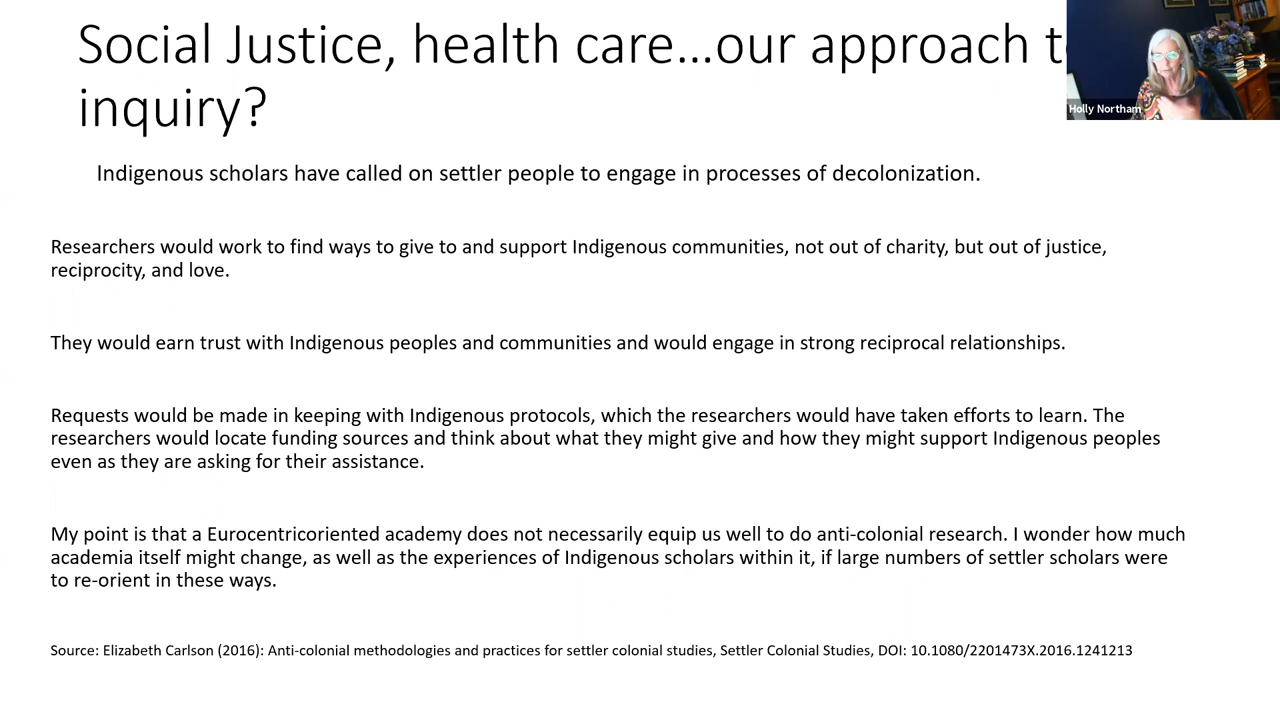 Social Justice, health care...our approach to
inquiry?
Holly Northam
Indigenous scholars have called on settler people to engage in processes of decolonization.
Researchers would work to find ways to give to and support Indigenous communities, not out of charity, but out of justice,
reciprocity, and love.
They would earn trust with Indigenous peoples and communities and would engage in strong reciprocal relationships.
Requests would be made in keeping with Indigenous protocols, which the researchers would have taken efforts to learn. The
researchers would locate funding sources and think about what they might give and how they might support Indigenous peoples
even as they are asking for their assistance.
My point is that a Eurocentricoriented academy does not necessarily equip us well to do anti-colonial research. I wonder how much
academia itself might change, as well as the experiences of Indigenous scholars within it, if large numbers of settler scholars were
to re-orient in these ways.
Source: Elizabeth Carlson (2016): Anti-colonial methodologies and practices for settler colonial studies, Settler Colonial Studies, DOI: 10.1080/2201473X.2016.1241213